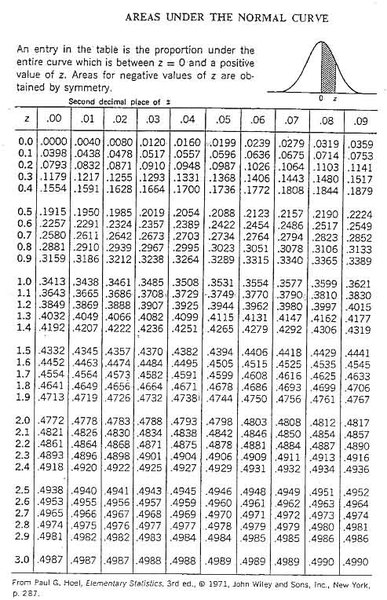 AREAS UNDER THE NORMAL CURVE
An entry in the table is the proportion under the
entire curve which is between z = 0 and a positive
value of z. Areas for negative values of z are ob-
tained by symmetry.
0 z
Second decimal place of z
z .00 .01 .02 .03 .04 .05 .06 .07 .08 .09
0.0 .0000 .0040 .0080 .0120 .0160 .0199 .0239 .0279 .0319 .0359
0.1 .0398 .0438 .0478 .0517 .0557 .0596 .0636 .0675 .0714 .0753
0.2 .0793 .0832 .0871 .0910 .0948 .0987 .1026 .1064 .1103 .1141
0.3 .1179 .1217 .1255 .1293 .1331 .1368 .1406 .1443 .1480 .1517
0.4 .1554 .1591 .1628 .1664 .1700 .1736 .1772 .1808 .1844 .1879
0.5 .1915 .1950 .1985 .2019 .2054 .2088 .2123 .2157 .2190 .2224
0.6 .2257 .2291 .2324 .2357 .2389 .2422 .2454 .2486 .2517 .2549
0.7 .2580 .2611 .2642 .2673 .2703 .2734 .2764 .2794 .2823 .2852
0.8 .2881 .2910 .2939 .2967 .2995 .3023 .3051 .3078 .3106 .3133
0.9 .3159 .3186 .3212 .3238 .3264 .3289 .3315 .3340 .3365 .3389
1.0 .3413 .3438 .3461 .3485 .3508 .3531 .3554 .3577 .3599 .3621
1.1 .3643 .3665 .3686 .3708 .3729 .3749 .3770 .3790 .3810 .3830
1.2 .3849 .3869 .3888 .3907 .3925 .3944 .3962 .3980 .3997 .4015
1.3 .4032 .4049 .4066 .4082 .4099 .4115 .4131 .4147 .4162 .4177
1.4 .4192 .4207 .4222 .4236 .4251 .4265 .4279 .4292 .4306 .4319
1.5 .4332 .4345 .4357 .4370 .4382 .4394 .4406 .4418 .4429 .4441
1.6 .4452 .4463 .4474 .4484 .4495 .4505 .4515 .4525 .4535 .4545
1.7 .4554 .4564 .4573 .4582 .4591 .4599 .4608 .4616 .4625 .4633
1.8 .4641 .4649 .4656 .4664 .4671 .4678 .4686 .4693 .4699 .4706
1.9 .4713 .4719 .4726 .4732 .4738 .4744 .4750 .4756 .4761 .4767
2.0 .4772 .4778 .4783 .4788 .4793 .4798 .4803 .4808 .4812 .4817
2.1 .4821 .4826 .4830 .4834 .4838 .4842 .4846 .4850 .4854 .4857
2.2 .4861 .4864 .4868 .4871 .4875 .4878 .4881 .4884 .4887 .4890
2.3 .4893 .4896 .4898 .4901 .4904 .4906 .4909 .4911 .4913 .4916
2.4 .4918 .4920 .4922 .4925 .4927 .4929 .4931 .4932 .4934 .4936
2.5 .4938 .4940 .4941 .4943 .4945 .4946 .4948 .4949 .4951 .4952
2.6 .4953 .4955 .4956 .4957 .4959 .4960 .4961 .4962 .4963 .4964
2.7 .4965 .4966 .4967 .4968 .4969 .4970 .4971 .4972 .4973 .4974
2.8 .4974 .4975 .4976 .4977 .4977 .4978 .4979 .4979 .4980 .4981
2.9 .4981 .4982 .4982 .4983 .4984 .4984 .4985 .4985 .4986 .4986
3.0 .4987 .4987 .4987 .4988 .4988 .4989 .4989 .4989 .4990 .4990
From Paul G. Hoel, Elementary Statistics, 3rd ed., © 1971, John Wiley and Sons, Inc., New York,
p. 287.